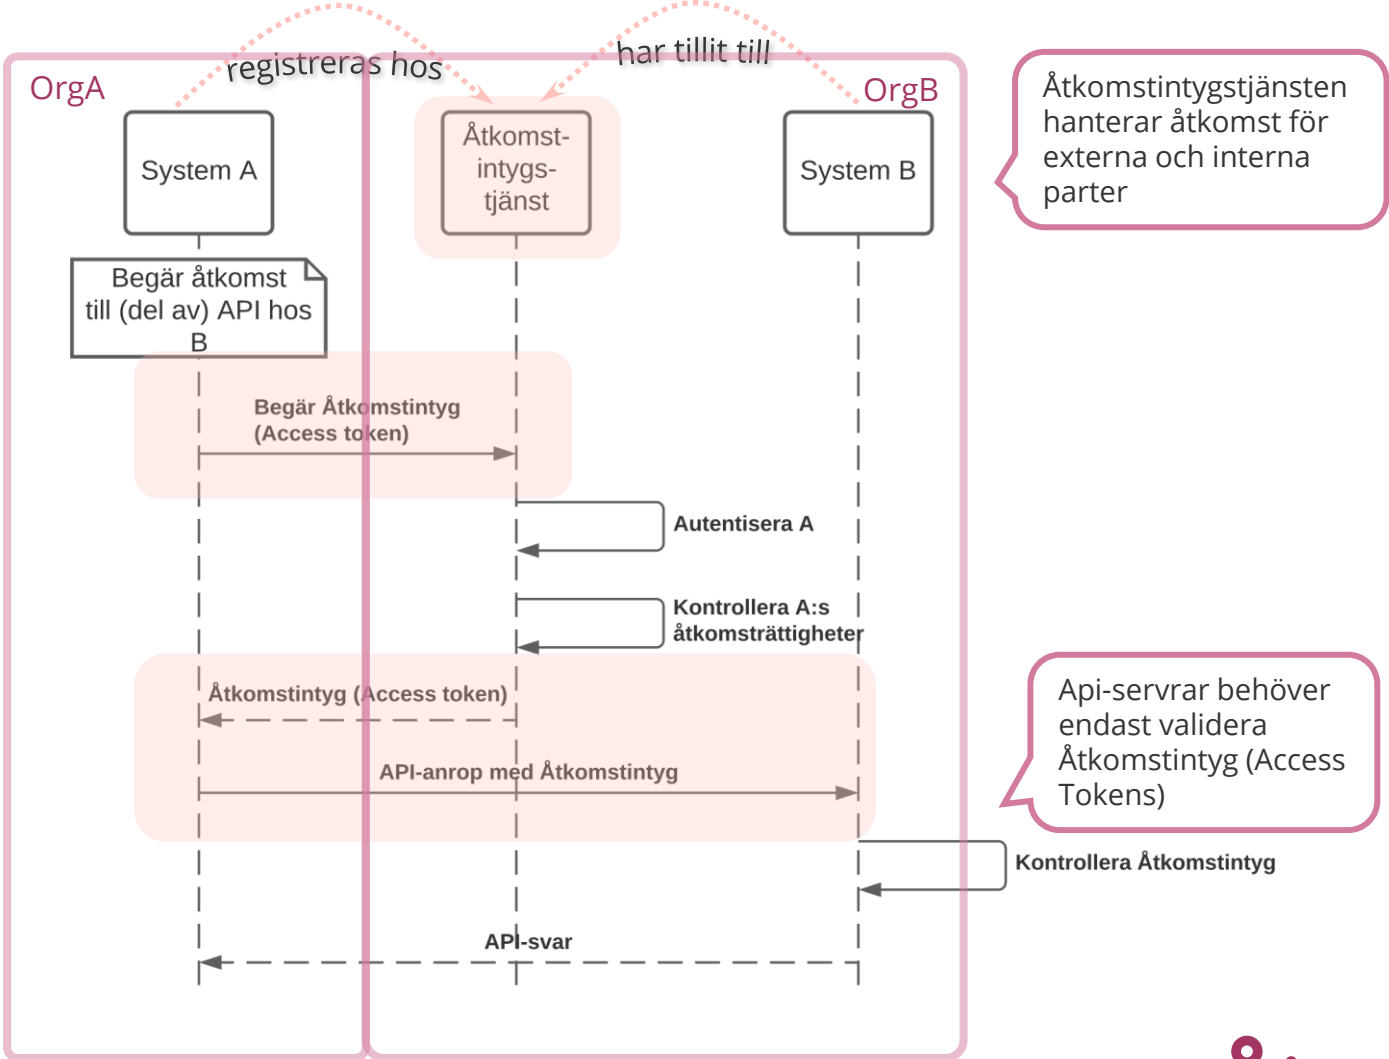 registreras hos
har tillit till
OrgA
OrgB
System A
Åtkomst-
intygs-
tjänst
System B
Åtkomstintygstjänsten
hanterar åtkomst för
externa och interna
parter
Begär åtkomst
till (del av) API hos
B
Begär Åtkomstintyg
(Access token)
Autentisera A
Kontrollera A:s
åtkomsträttigheter
Åtkomstintyg (Access token)
API-anrop med Åtkomstintyg
Api-servrar behöver
endast validera
Åtkomstintyg (Access
Tokens)
Kontrollera Åtkomstintyg
API-svar